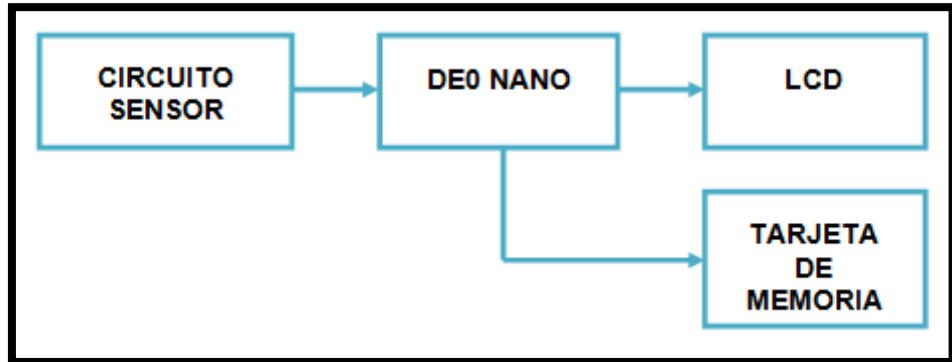 CIRCUITO
SENSOR
DE0 NANO
LCD
TARJETA
DE
MEMORIA